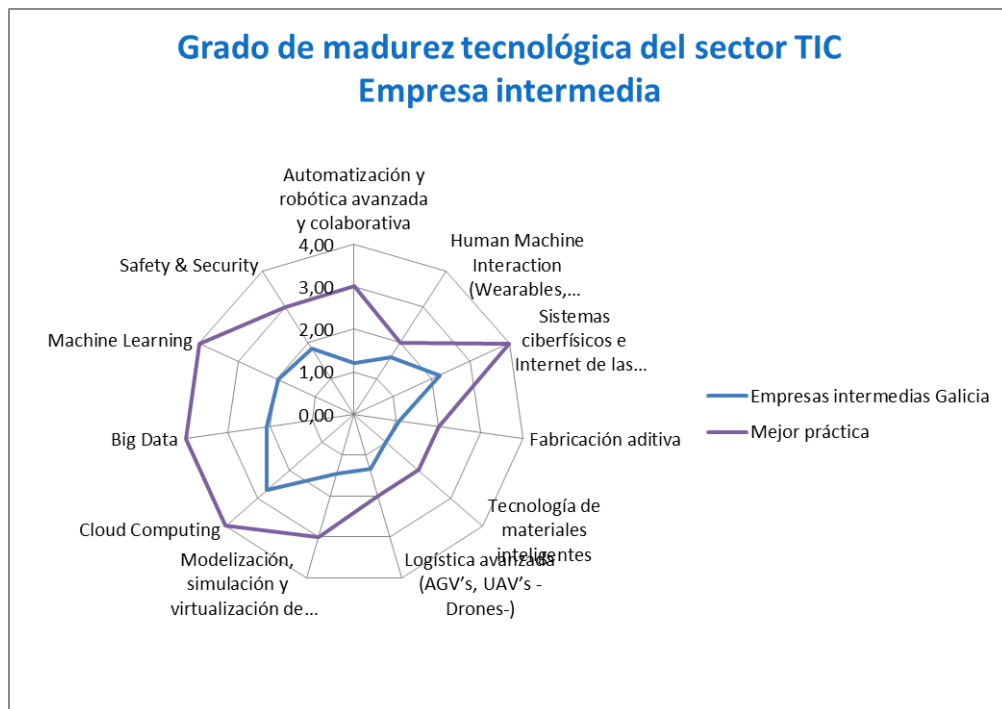 Grado de madurez tecnológica del sector TIC
Empresa intermedia
Automatización y
robótica avanzada
y colaborativa
Human Machine
Interaction
(Wearables,...
Sistemas
ciberfísicos e
Internet de las...
Fabricación aditiva
Tecnología de
materiales
inteligentes
Logística avanzada
(AGV’s, UAV’s -
Drones-)
Modelización,
simulación y
virtualización de...
Cloud Computing
Big Data
Machine Learning
Safety & Security
4,00
3,00
2,00
1,00
0,00
Empresas intermedias Galicia
Mejor práctica